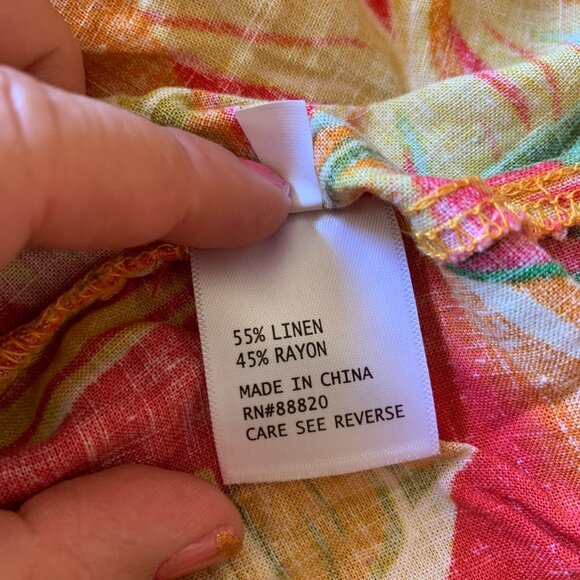 55% LINEN
45% RAYON
MADE IN CHINA
RN#88820
CARE SEE REVERSE